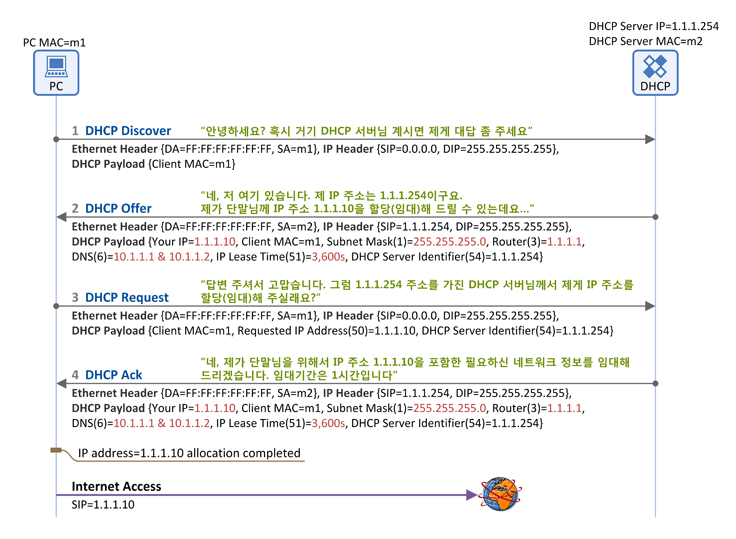 DHCP Server IP=1.1.1.254
DHCP Server MAC=m2
PC MAC=m1
PC
DHCP
1 DHCP Discover
“안녕하세요? 혹시 거기 DHCP 서버님 계시면 제게 대답 좀 주세요”
Ethernet Header {DA=FF:FF:FF:FF:FF:FF, SA=m1}, IP Header {SIP=0.0.0.0, DIP=255.255.255.255},
DHCP Payload {Client MAC=m1}
“네, 저 여기 있습니다. 제 IP 주소는 1.1.1.254이구요.
제가 단말님께 IP 주소 1.1.1.10을 할당(임대)해 드릴 수 있는데요...”
2 DHCP Offer
Ethernet Header {DA=FF:FF:FF:FF:FF:FF, SA=m2}, IP Header {SIP=1.1.1.254, DIP=255.255.255.255},
DHCP Payload {Your IP=1.1.1.10, Client MAC=m1, Subnet Mask(1)=255.255.255.0, Router(3)=1.1.1.1,
DNS(6)=10.1.1.1 & 10.1.1.2, IP Lease Time(51)=3,600s, DHCP Server Identifier(54)=1.1.1.254}
“답변 주셔서 고맙습니다. 그럼 1.1.1.254 주소를 가진 DHCP 서버님께서 제게 IP 주소를
할당(임대)해 주실래요?”
3 DHCP Request
Ethernet Header {DA=FF:FF:FF:FF:FF:FF, SA=m1}, IP Header {SIP=0.0.0.0, DIP=255.255.255.255},
DHCP Payload {Client MAC=m1, Requested IP Address(50)=1.1.1.10, DHCP Server Identifier(54)=1.1.1.254}
“네, 제가 단말님을 위해서 IP 주소 1.1.1.10을 포함한 필요하신 네트워크 정보를 임대해
드리겠습니다. 임대기간은 1시간입니다”
4 DHCP Ack
Ethernet Header {DA=FF:FF:FF:FF:FF:FF, SA=m2}, IP Header {SIP=1.1.1.254, DIP=255.255.255.255},
DHCP Payload {Your IP=1.1.1.10, Client MAC=m1, Subnet Mask(1)=255.255.255.0, Router(3)=1.1.1.1,
DNS(6)=10.1.1.1 & 10.1.1.2, IP Lease Time(51)=3,600s, DHCP Server Identifier(54)=1.1.1.254}
IP address=1.1.1.10 allocation completed
Internet Access
SIP=1.1.1.10